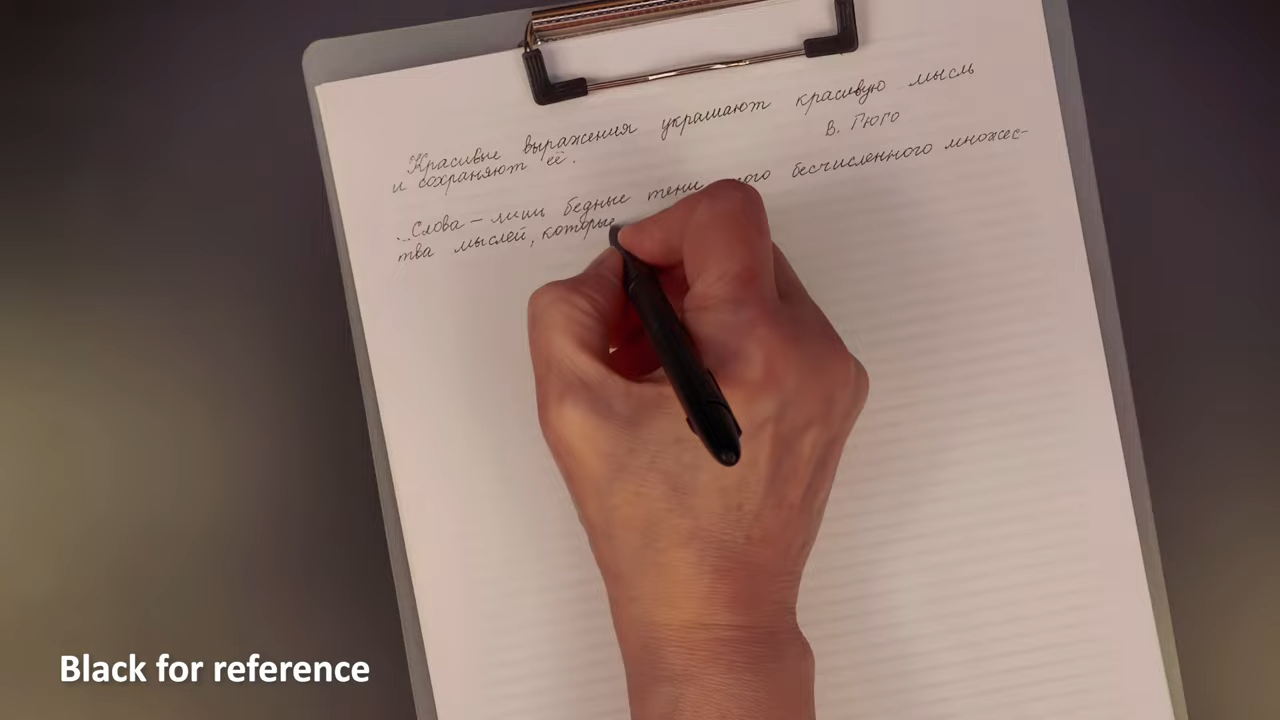 Красивые выражения украшают красивую мысль
и сохраняют её.
В. Гюго
Слова – лишь бедные тени того бесчисленного множес-
тва мыслей, которые
Black for reference